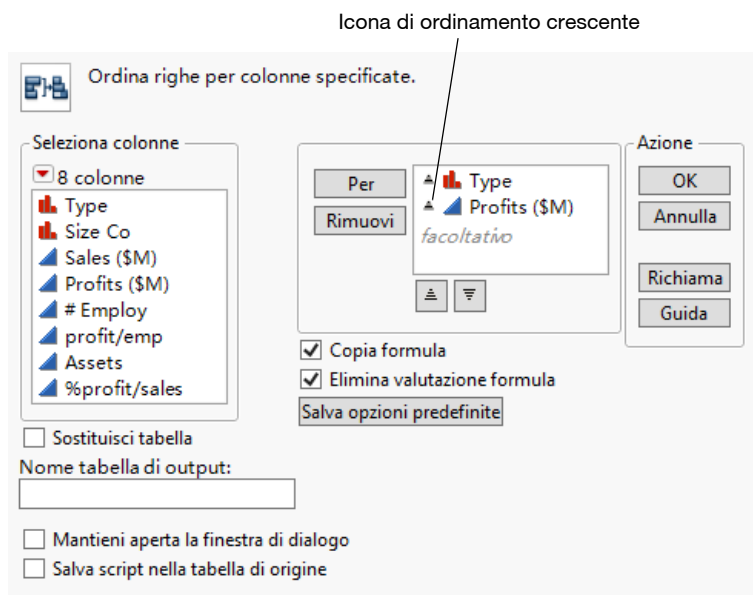 Icona di ordinamento crescente
Ordina righe per colonne specificate.
Seleziona colonne
8 colonne
Type
Size Co
Sales ($M)
Profits ($M)
# Employ
profit/emp
Assets
%profit/sales
Per
Rimuovi
Type
Profits ($M)
facoltativo
Azione
OK
Annulla
Richiama
Guida
Copia formula
Elimina valutazione formula
Salva opzioni predefinite
Sostituisci tabella
Nome tabella di output:
Mantieni aperta la finestra di dialogo
Salva script nella tabella di origine